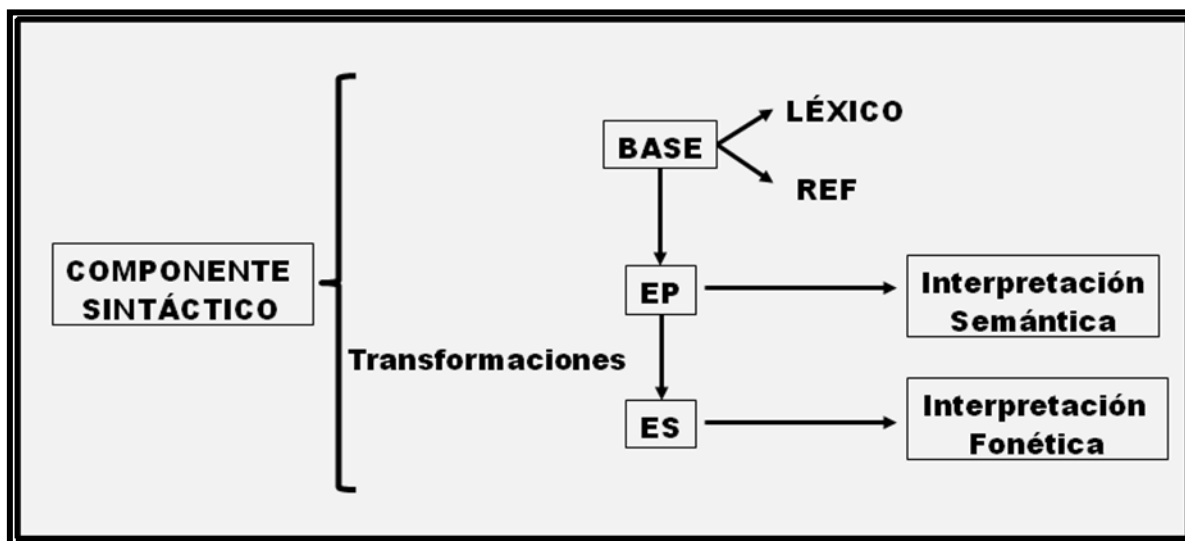 LÉXICO
BASE
REF
COMPONENTE
SINTÁCTICO
EP
Interpretación
Semántica
Transformaciones
ES
Interpretación
Fonética